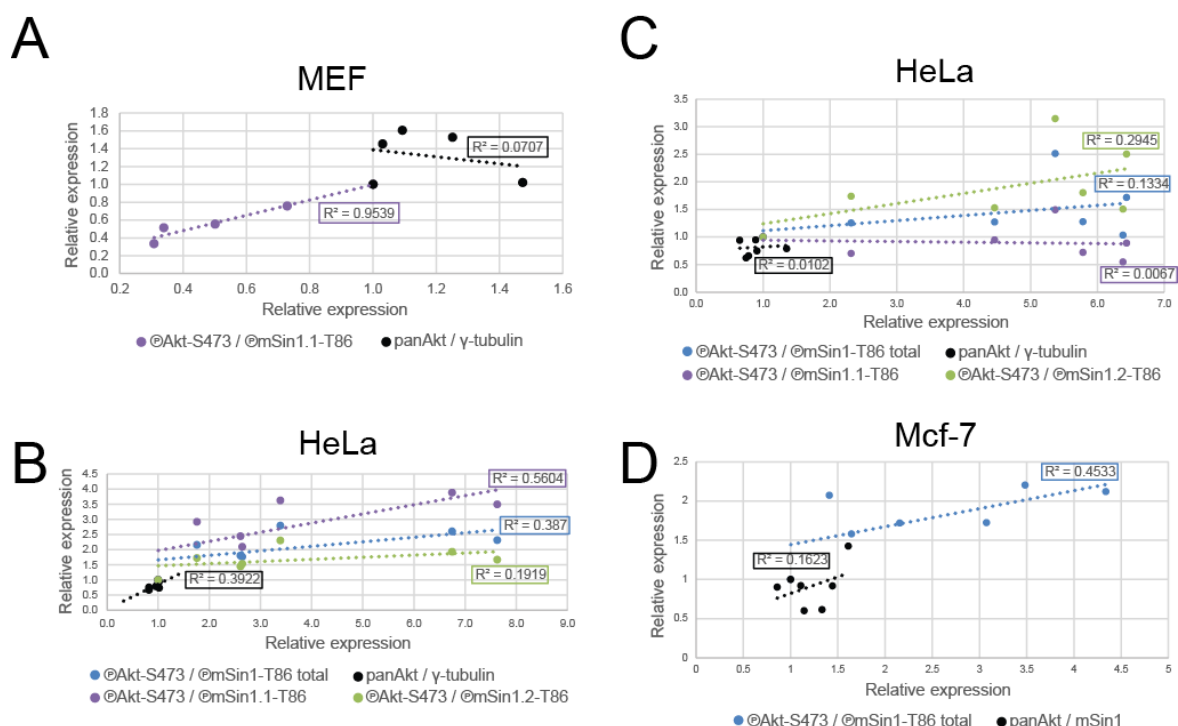 A
MEF
Relative expression
1.8
1.6
1.4
1.2
1.0
0.8
0.6
0.4
0.2
0.0
R² = 0.0707
R² = 0.9539
0.2 0.4 0.6 0.8 1.0 1.2 1.4 1.6
Relative expression
ⓅAkt-S473 / ⓅmSin1.1-T86 panAkt / γ-tubulin
B
HeLa
Relative expression
4.5
4.0
3.5
3.0
2.5
2.0
1.5
1.0
0.5
0.0
R² = 0.5604
R² = 0.387
R² = 0.3922
R² = 0.1919
0.0 1.0 2.0 3.0 4.0 5.0 6.0 7.0 8.0 9.0
Relative expression
ⓅAkt-S473 / ⓅmSin1-T86 total panAkt / γ-tubulin
ⓅAkt-S473 / ⓅmSin1.1-T86 ⓅAkt-S473 / ⓅmSin1.2-T86
C
HeLa
Relative expression
3.5
3.0
2.5
2.0
1.5
1.0
0.5
0.0
R² = 0.2945
R² = 0.1334
R² = 0.0102
R² = 0.0067
0.0 1.0 2.0 3.0 4.0 5.0 6.0 7.0
Relative expression
ⓅAkt-S473 / ⓅmSin1-T86 total panAkt / γ-tubulin
ⓅAkt-S473 / ⓅmSin1.1-T86 ⓅAkt-S473 / ⓅmSin1.2-T86
D
Mcf-7
Relative expression
2.5
2
1.5
1
0.5
0
R² = 0.4533
R² = 0.1623
0 0.5 1 1.5 2 2.5 3 3.5 4 4.5 5
Relative expression
ⓅAkt-S473 / ⓅmSin1-T86 total panAkt / mSin1